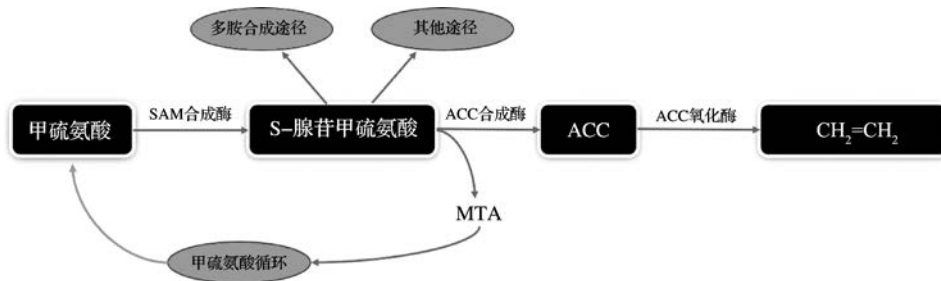 多胺合成途径
其他途径
甲硫氨酸
SAM合成酶
S-腺苷甲硫氨酸
ACC合成酶
ACC
ACC氧化酶
CH₂=CH₂
MTA
甲硫氨酸循环